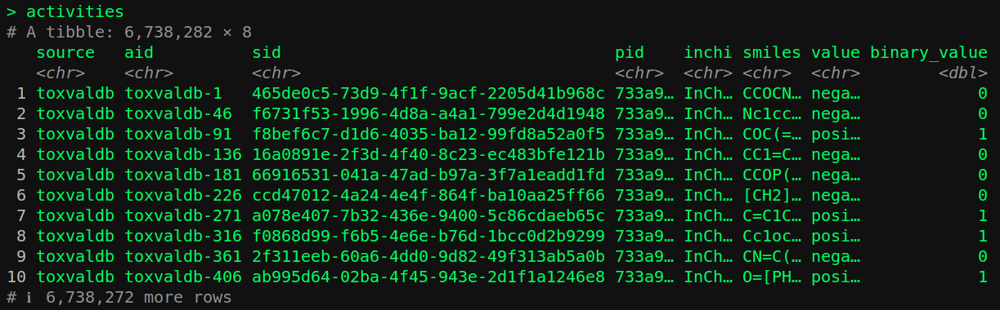 > activities
# A tibble: 6,738,282 × 8
source aid sid pid inchi smiles value binary_value
<chr> <chr> <chr> <chr> <chr> <chr> <chr> <dbl>
1 toxvaldb toxvaldb-1 465de0c5-73d9-4f1f-9acf-2205d41b968c 733a9… InCh… CCOCN… nega… 0
2 toxvaldb toxvaldb-46 f6731f53-1996-4d8a-a4a1-799e2d4d1948 733a9… InCh… Nc1cc… nega… 0
3 toxvaldb toxvaldb-91 f8bef6c7-d1d6-4035-ba12-99fd8a52a0f5 733a9… InCh… COC(=… posi… 1
4 toxvaldb toxvaldb-136 16a0891e-2f3d-4f40-8c23-ec483bfe121b 733a9… InCh… CC1=C… nega… 0
5 toxvaldb toxvaldb-181 66916531-041a-47ad-b97a-3f7a1eadd1fd 733a9… InCh… CCOP(… nega… 0
6 toxvaldb toxvaldb-226 ccd47012-4a24-4e4f-864f-ba10aa25ff66 733a9… InCh… [CH2]… nega… 0
7 toxvaldb toxvaldb-271 a078e407-7b32-436e-9400-5c86cdaeb65c 733a9… InCh… C=C1C… posi… 1
8 toxvaldb toxvaldb-316 f0868d99-f6b5-4e6e-b76d-1bcc0d2b9299 733a9… InCh… Cc1oc… posi… 1
9 toxvaldb toxvaldb-361 2f311eeb-60a6-4dd0-9d82-49f313ab5a0b 733a9… InCh… CN=C(… nega… 0
10 toxvaldb toxvaldb-406 ab995d64-02ba-4f45-943e-2d1f1a1246e8 733a9… InCh… O=[PH… posi… 1
# ℹ 6,738,272 more rows